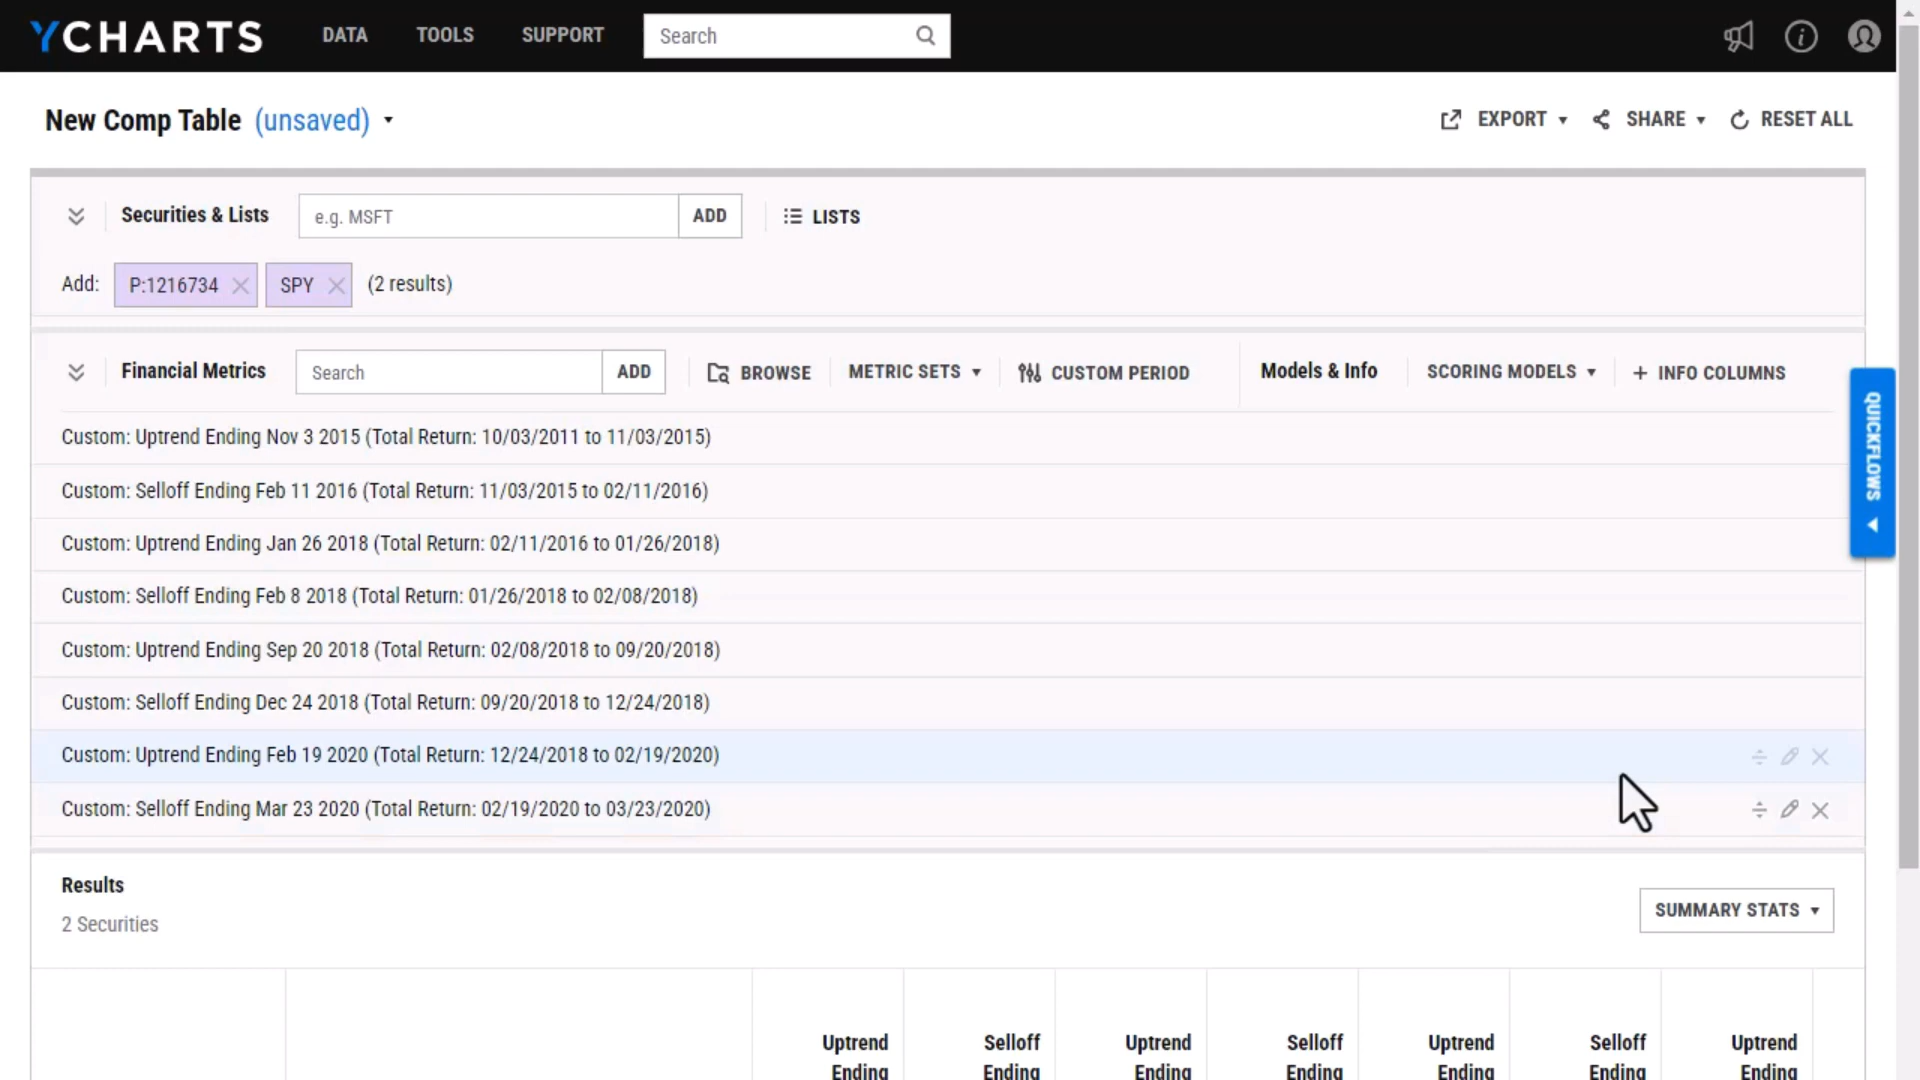 YCHARTS DATA TOOLS SUPPORT Search
New Comp Table (unsaved) EXPORT SHARE RESET ALL
Securities & Lists e.g. MSFT ADD LISTS
Add: P:1216734 SPY (2 results)
Financial Metrics Search ADD BROWSE METRIC SETS CUSTOM PERIOD Models & Info SCORING MODELS + INFO COLUMNS
QUICKFLOWS
Custom: Uptrend Ending Nov 3 2015 (Total Return: 10/03/2011 to 11/03/2015)
Custom: Selloff Ending Feb 11 2016 (Total Return: 11/03/2015 to 02/11/2016)
Custom: Uptrend Ending Jan 26 2018 (Total Return: 02/11/2016 to 01/26/2018)
Custom: Selloff Ending Feb 8 2018 (Total Return: 01/26/2018 to 02/08/2018)
Custom: Uptrend Ending Sep 20 2018 (Total Return: 02/08/2018 to 09/20/2018)
Custom: Selloff Ending Dec 24 2018 (Total Return: 09/20/2018 to 12/24/2018)
Custom: Uptrend Ending Feb 19 2020 (Total Return: 12/24/2018 to 02/19/2020)
Custom: Selloff Ending Mar 23 2020 (Total Return: 02/19/2020 to 03/23/2020)
Results
2 Securities
SUMMARY STATS
Uptrend Selloff Uptrend Selloff Uptrend Selloff Uptrend
Ending Ending Ending Ending Ending Ending Ending